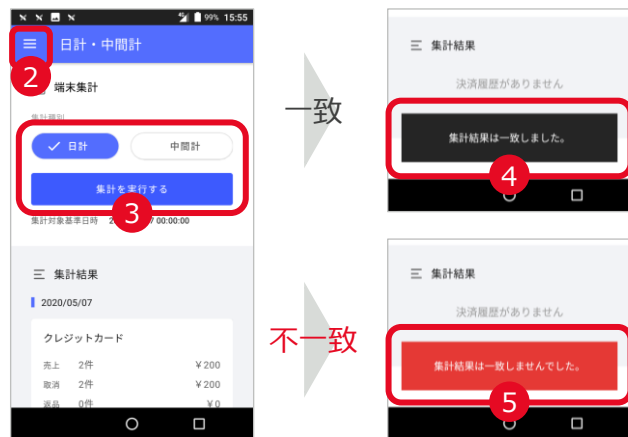 99% 15:55
日計・中間計
2
端末集計
集計種別
日計
中間計
集計を実行する
3
集計対象基準日時 2 00:00:00
集計結果
2020/05/07
クレジットカード
売上 2件 ¥200
取消 2件 ¥200
返品 0件 ¥0
一致
不一致
集計結果
決済履歴がありません
集計結果は一致しました。
4
集計結果
決済履歴がありません
集計結果は一致しませんでした。
5